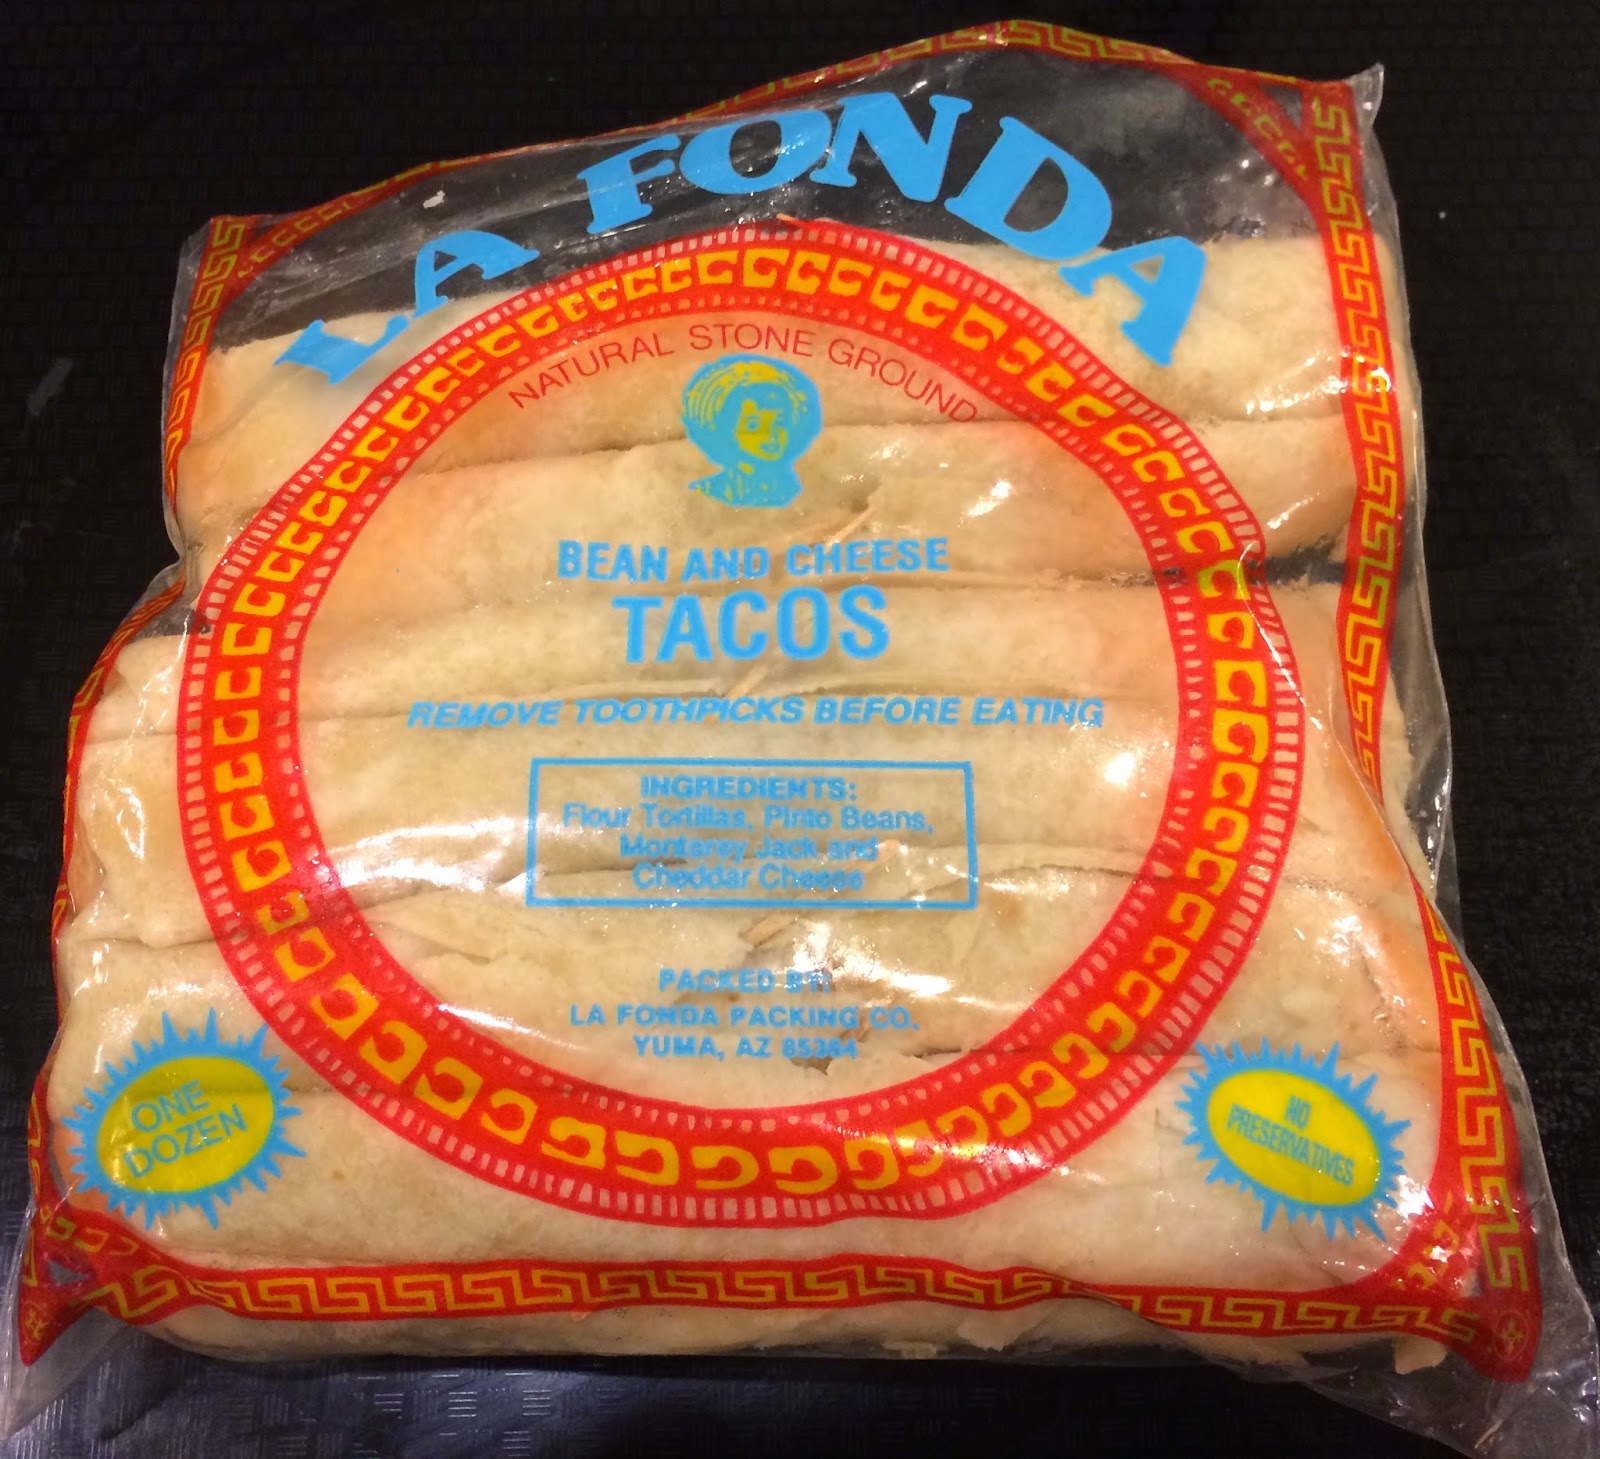 LA FONDA
NATURAL STONE GROUND
BEAN AND CHEESE
TACOS
REMOVE TOOTHPICKS BEFORE EATING
INGREDIENTS:
Flour Tortillas, Pinto Beans,
Monterey Jack and
Cheddar Cheese
PACKED BY:
LA FONDA PACKING CO.
YUMA, AZ 85364
ONE
DOZEN
NO
PRESERVATIVES